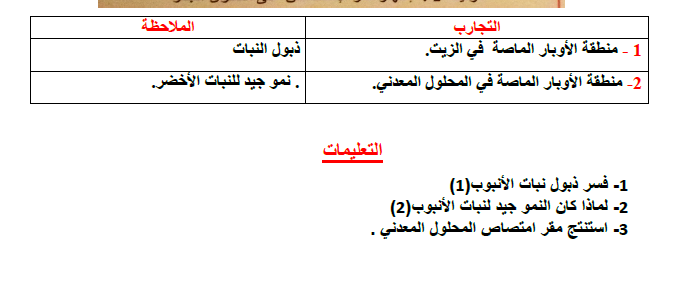 التجارب الملاحظة
1 - منطقة الأوبار الماصة في الزيت. ذبول النبات
2- منطقة الأوبار الماصة في المحلول المعدني. . نمو جيد للنبات الأخضر.
التعليمات
1- فسر ذبول نبات الأنبوب(1)
2- لماذا كان النمو جيد لنبات الأنبوب(2)
3- استنتج مقر امتصاص المحلول المعدني .